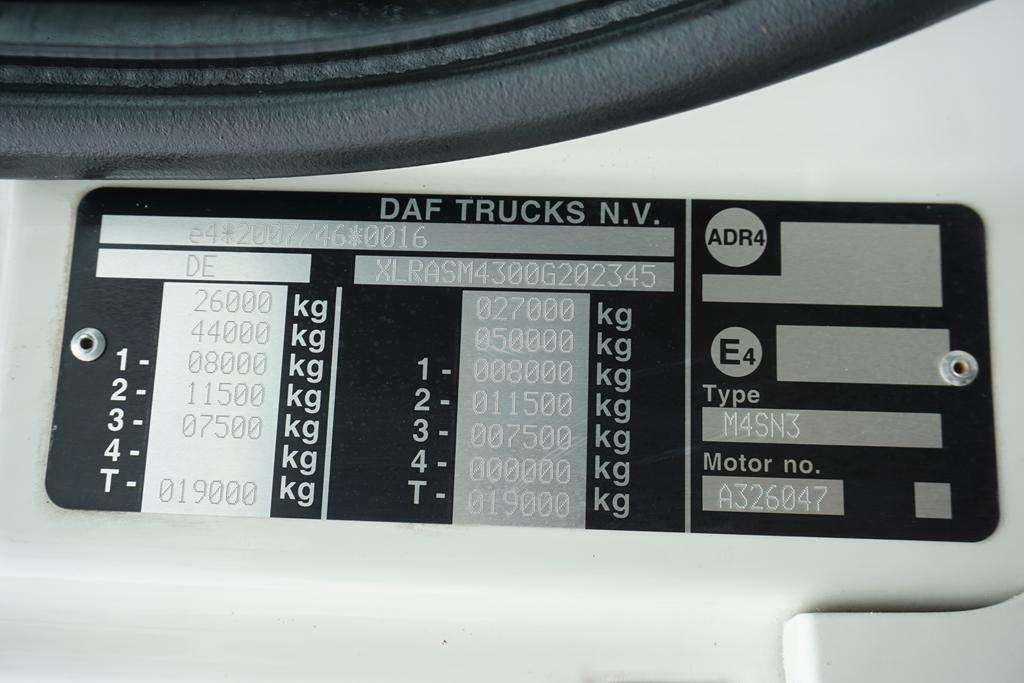 DAF TRUCKS N.V.
e4*2007/46*0016
DE XLRASM4300G202345
26000 kg 027000 kg
44000 kg 050000 kg
1- 08000 kg 1- 008000 kg
2- 11500 kg 2- 011500 kg
3- 07500 kg 3- 007500 kg
4- kg 4- 000000 kg
T- 019000 kg T- 019000 kg
ADR4
E4
Type
M4SN3
Motor no.
A326047